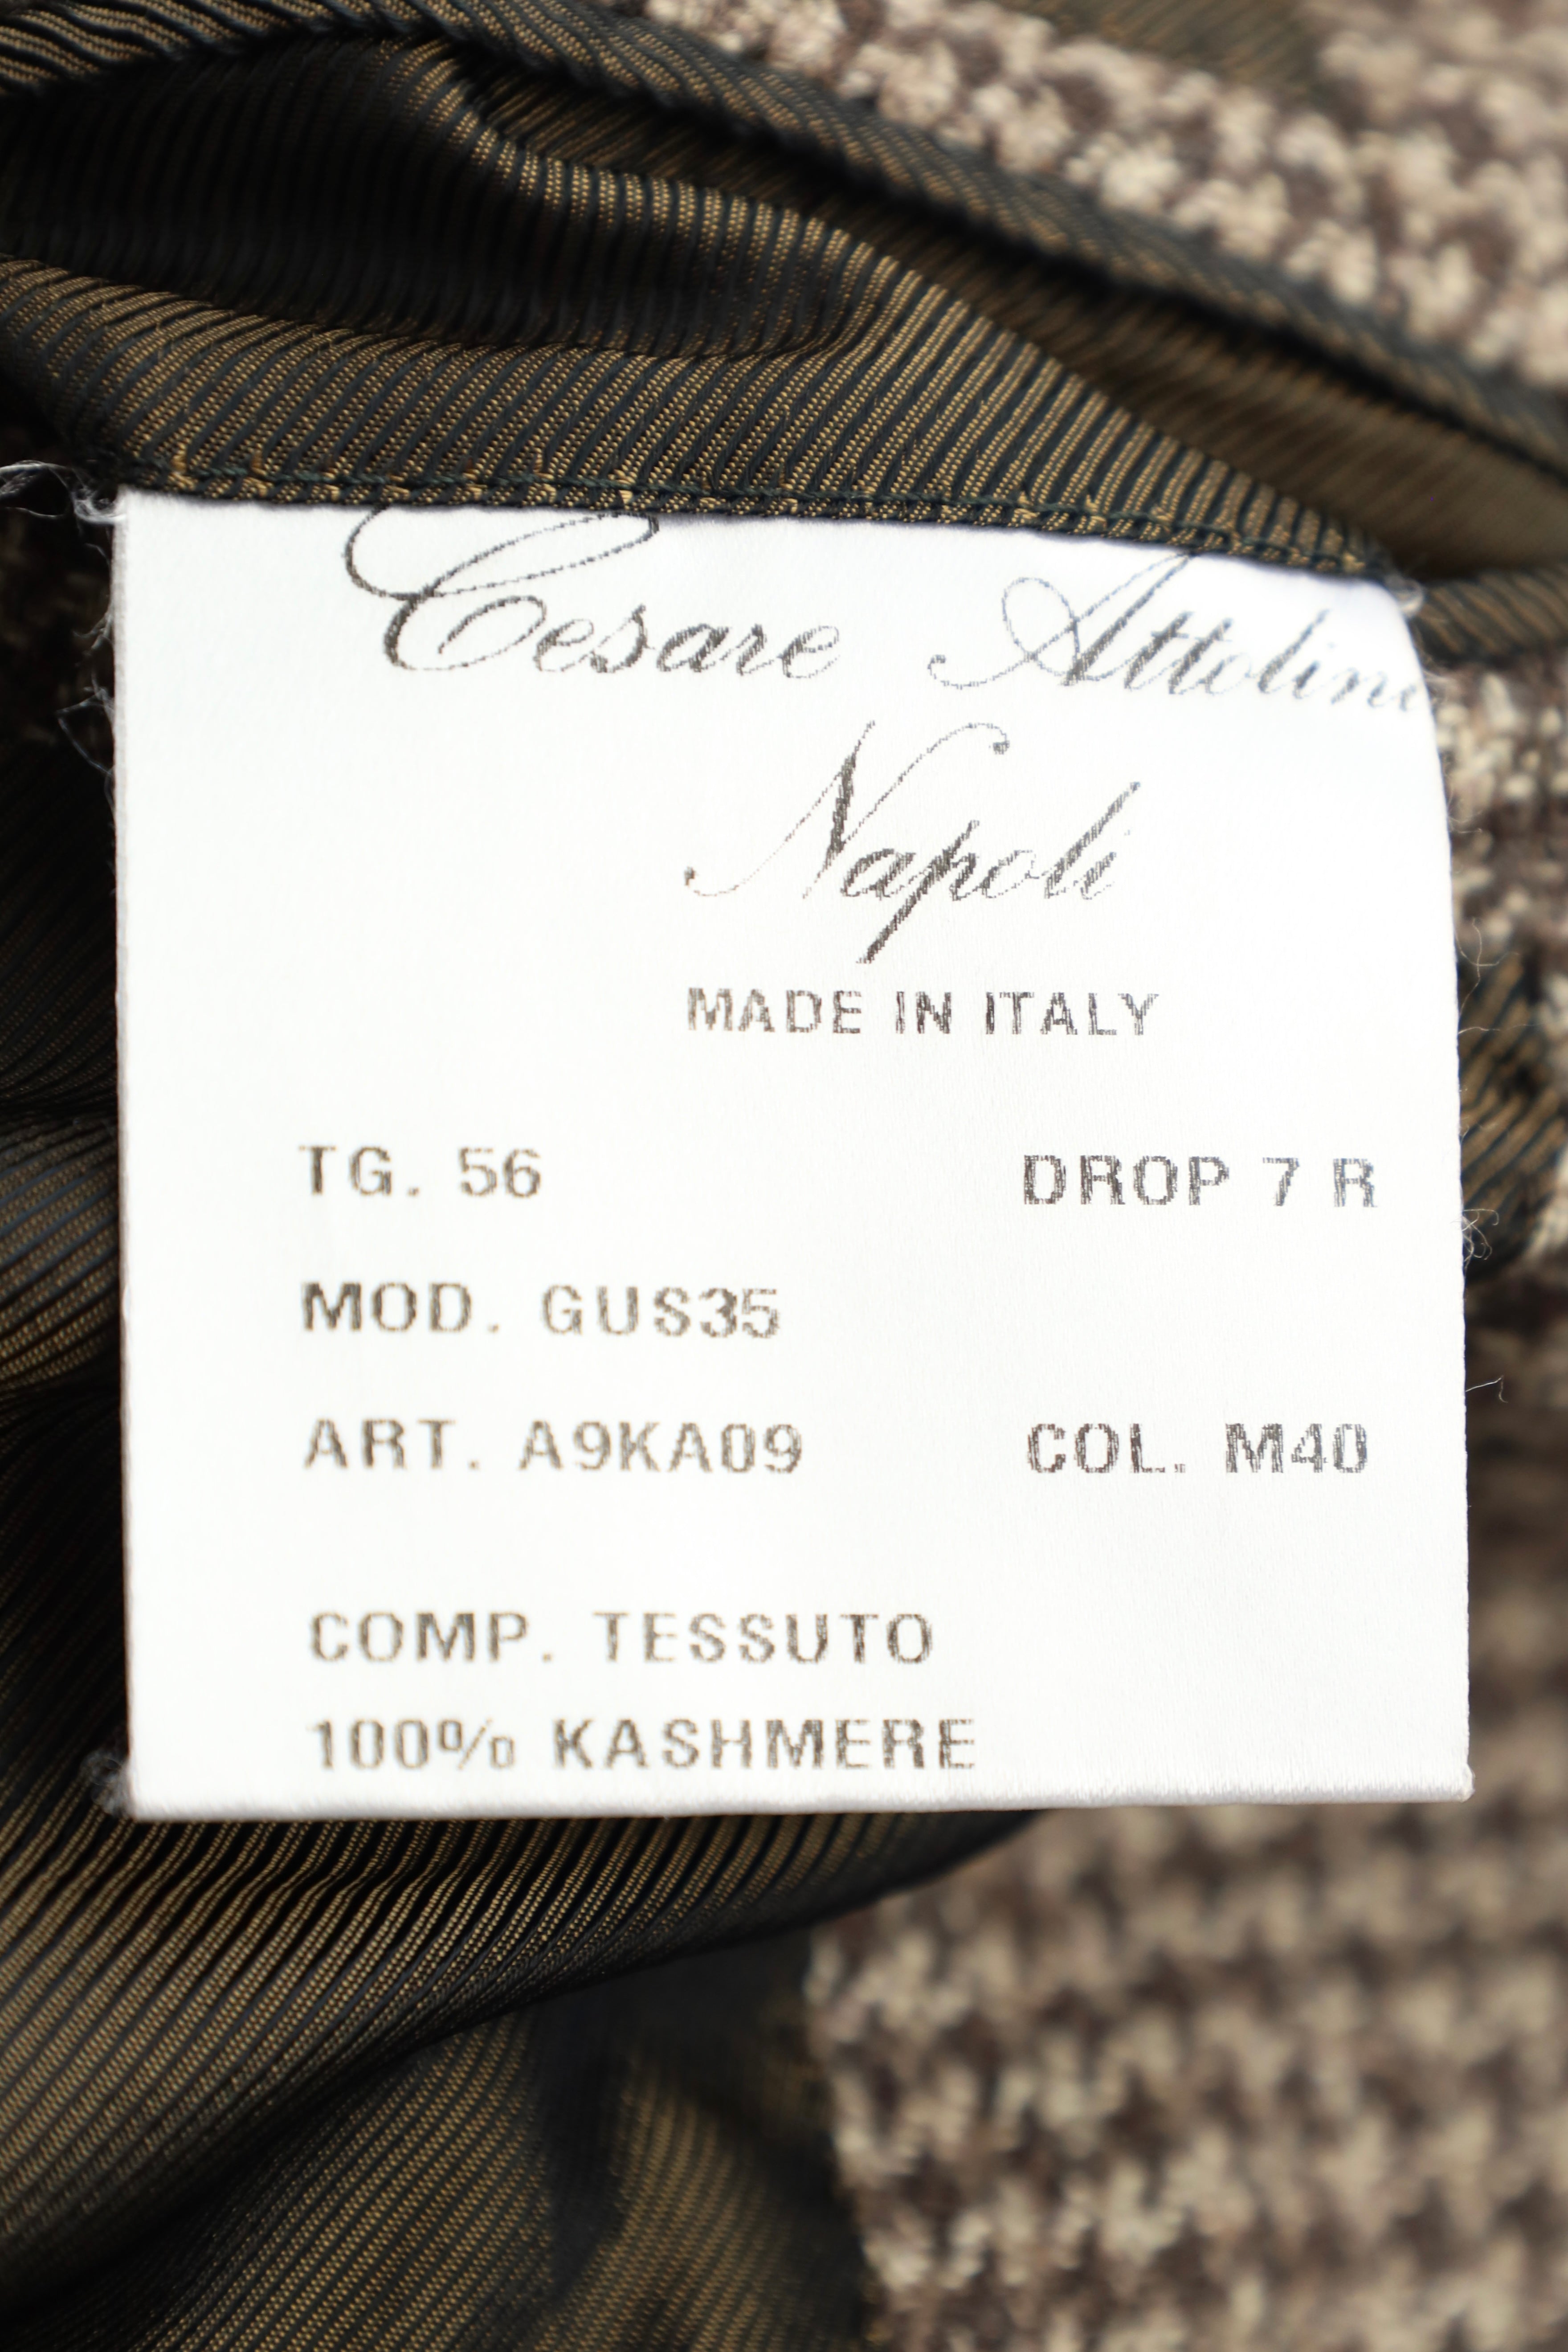 Cesare Attolini
Napoli
MADE IN ITALY
TG. 56 DROP 7 R
MOD. GUS35
ART. A9KA09 COL. M40
COMP. TESSUTO
100% KASHMERE